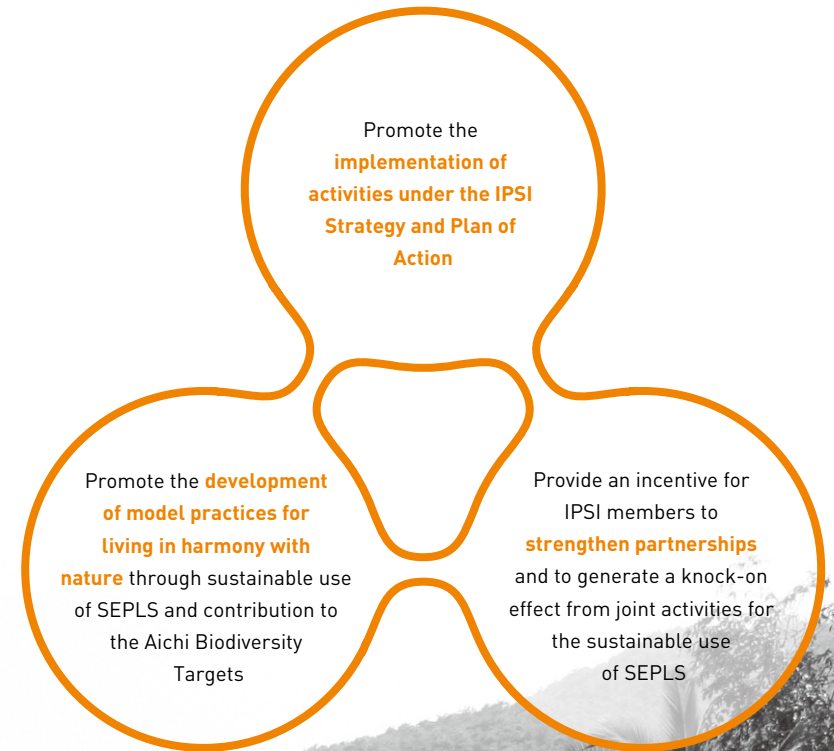 Promote the
implementation of
activities under the IPSI
Strategy and Plan of
Action
Promote the development
of model practices for
living in harmony with
nature through sustainable use
of SEPLS and contribution to
the Aichi Biodiversity
Targets
Provide an incentive for
IPSI members to
strengthen partnerships
and to generate a knock-on
effect from joint activities for
the sustainable use
of SEPLS